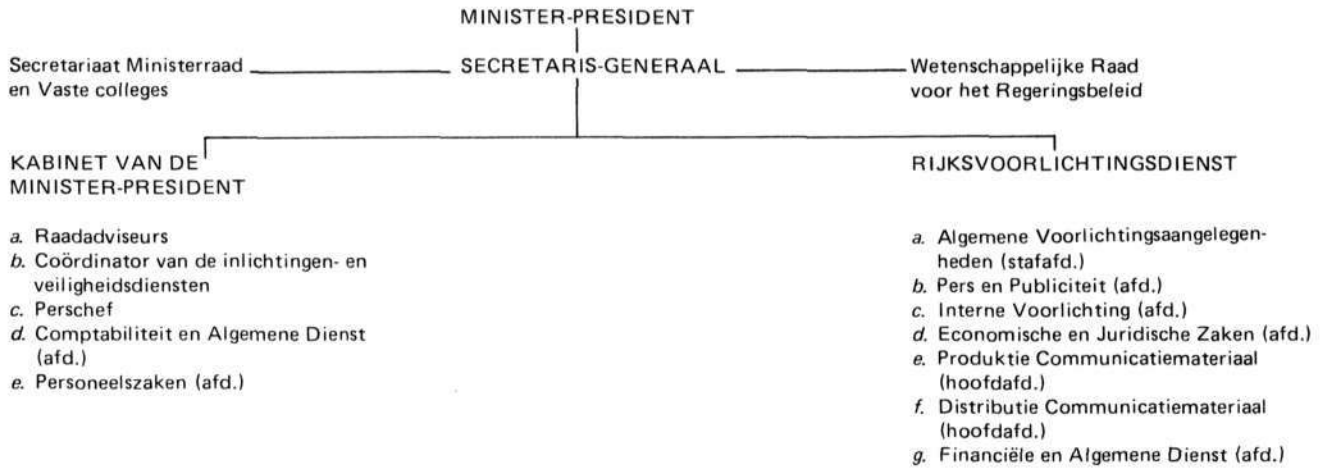 MINISTER-PRESIDENT
Secretariaat Ministerraad
en Vaste colleges
SECRETARIS-GENERAAL
Wetenschappelijke Raad
voor het Regeringsbeleid
KABINET VAN DE
MINISTER-PRESIDENT
a. Raadadviseurs
b. Coördinator van de inlichtingen- en
veiligheidsdiensten
c. Perschef
d. Comptabiliteit en Algemene Dienst
(afd.)
e. Personeelszaken (afd.)
RIJKSVOORLICHTINGSDIENST
a. Algemene Voorlichtingsaangelegen-
heden (stafafd.)
b. Pers en Publiciteit (afd.)
c. Interne Voorlichting (afd.)
d. Economische en Juridische Zaken (afd.)
e. Produktie Communicatiemateriaal
(hoofdafd.)
f. Distributie Communicatiemateriaal
(hoofdafd.)
g. Financiële en Algemene Dienst (afd.)